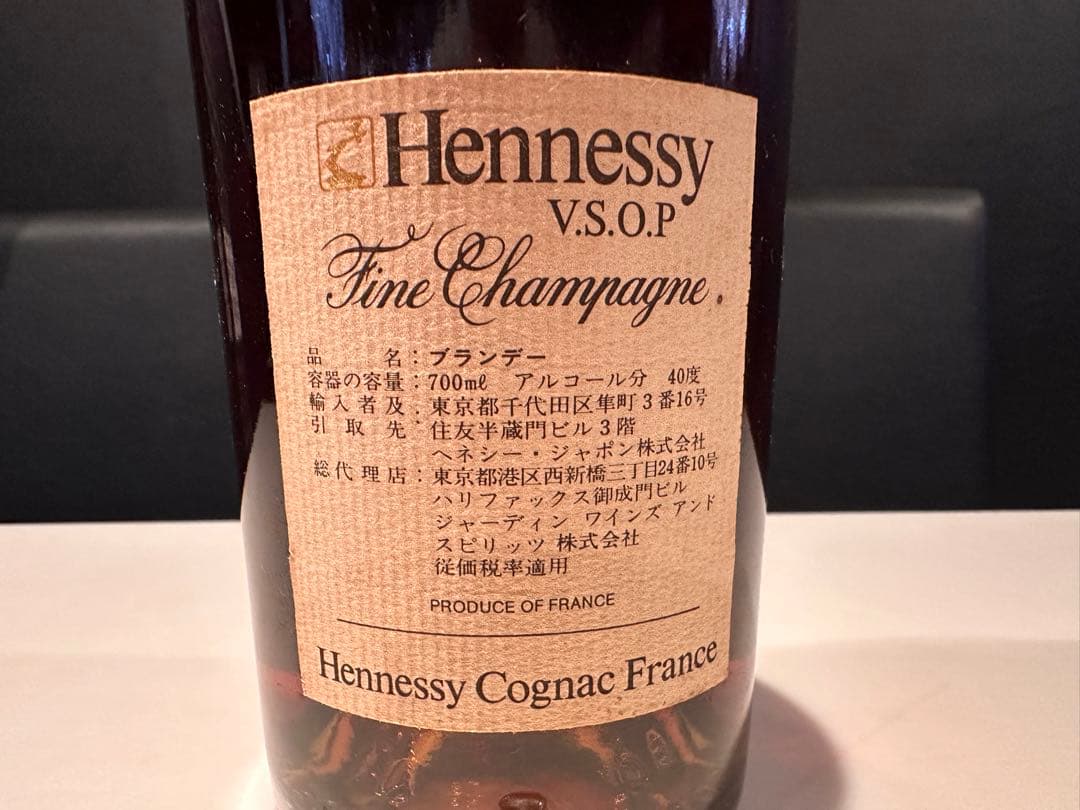 Hennessy
V.S.O.P
Fine Champagne.
品名：ブランデー
容器の容量：700mℓ アルコール分 40度
輸入者及：東京都千代田区隼町3番16号
引取先 住友半蔵門ビル3階
ヘネシー・ジャポン株式会社
総代理店：東京都港区西新橋三丁目24番10号
ハリファックス御成門ビル
ジャーディン ワインズ アンド
スピリッツ 株式会社
従価税率適用
PRODUCE OF FRANCE
Hennessy Cognac France